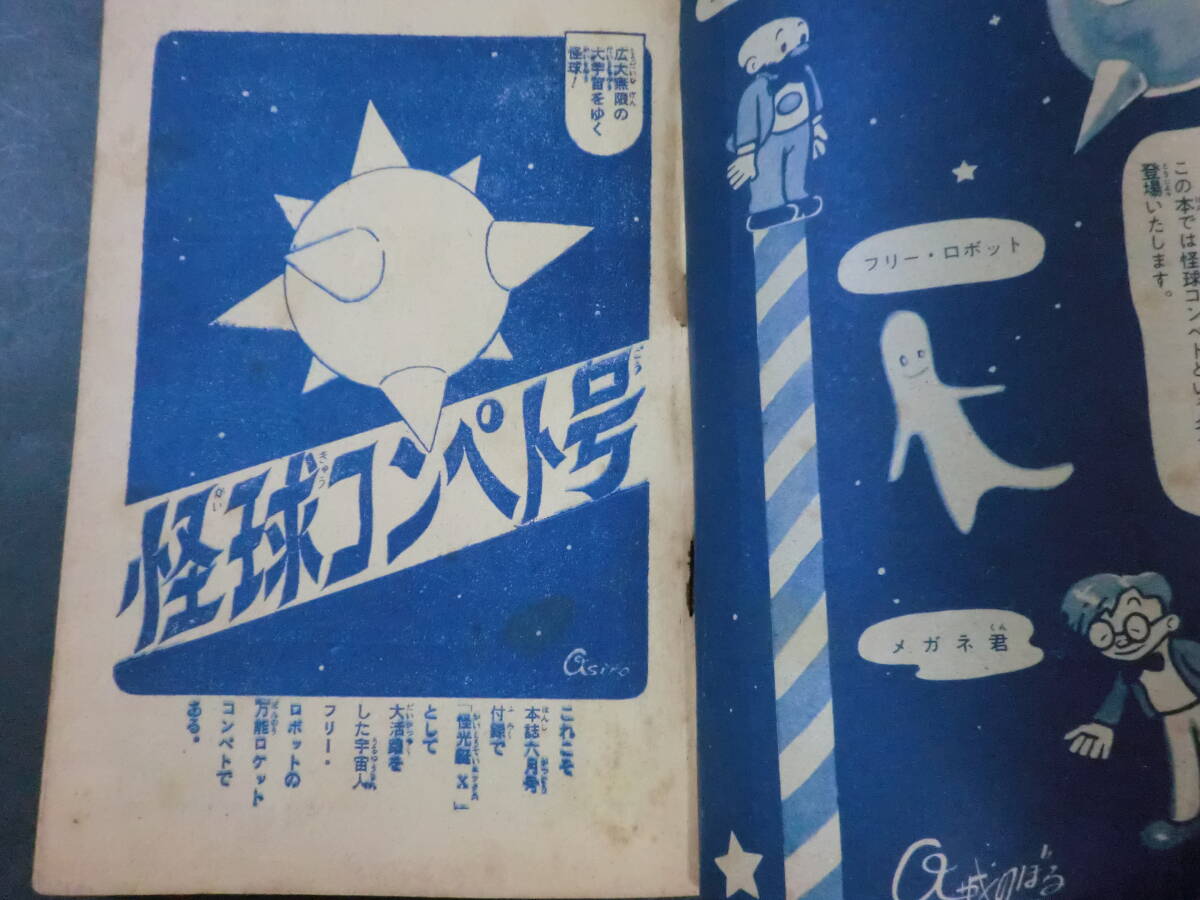 広大無限の
大宇宙をゆく
怪球!
怪球コンペト号
asiro
これこそ
本誌六月号
付録で
「怪光艇X」
として
大活躍を
した宇宙人
フリー・
ロボットの
万能ロケット
コンペトで
ある。
この本では怪球コンペトという名
登場いたします。
フリー・ロボット
メガネ君
城のぼる